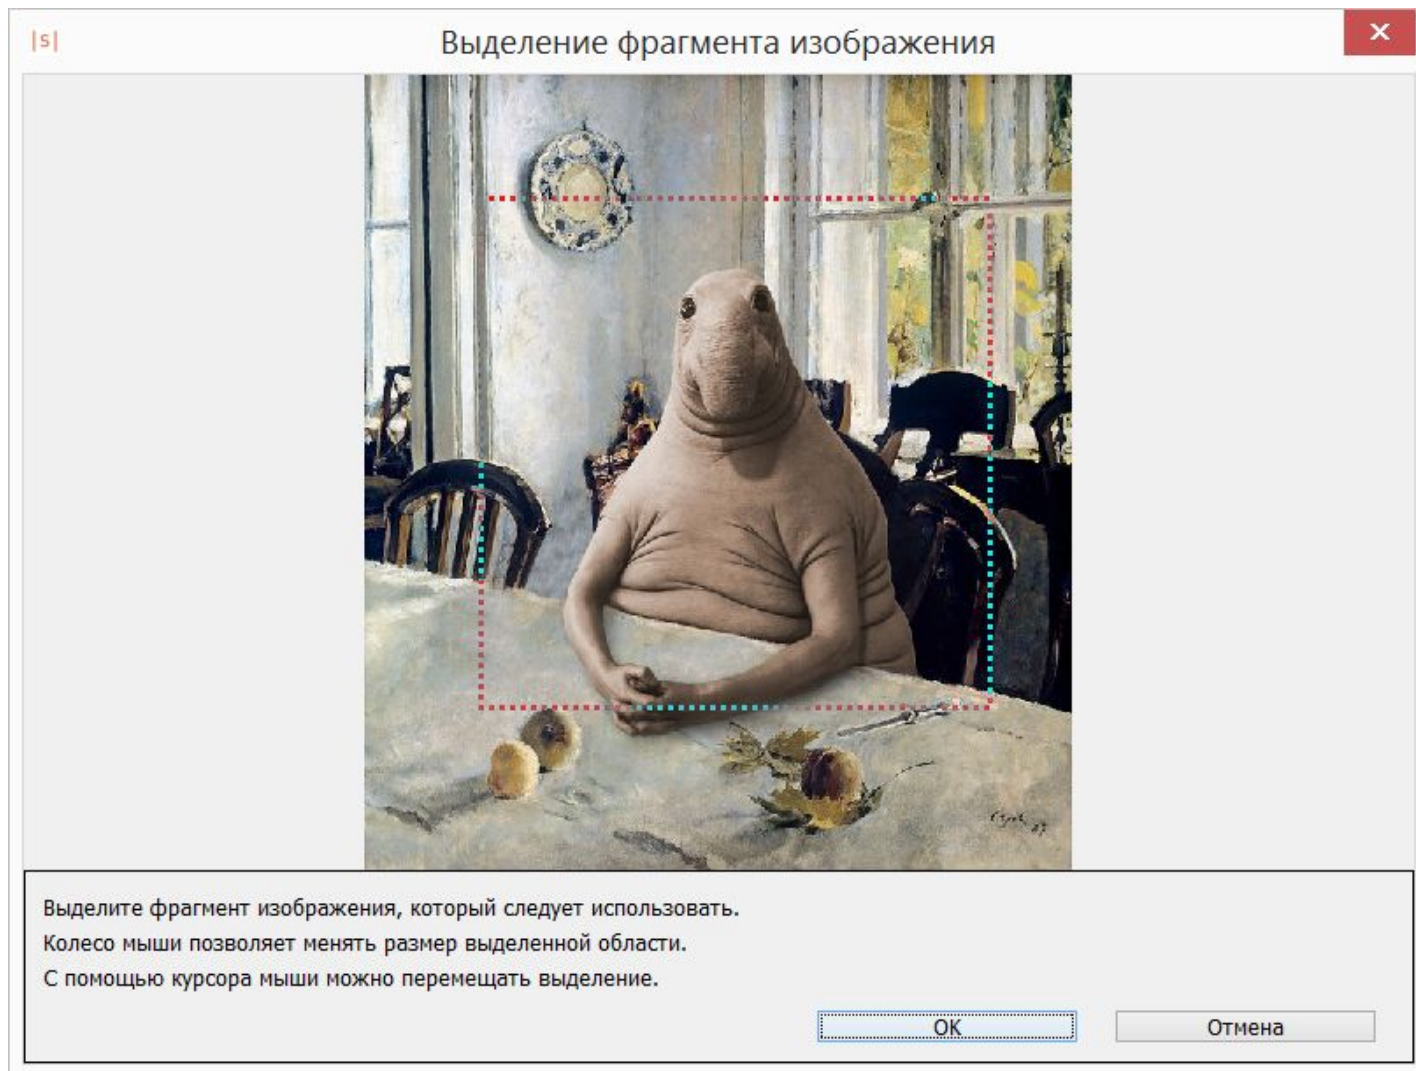 |s|
Выделение фрагмента изображения
Выделите фрагмент изображения, который следует использовать.
Колесо мыши позволяет менять размер выделенной области.
С помощью курсора мыши можно перемещать выделение.
OK
Отмена